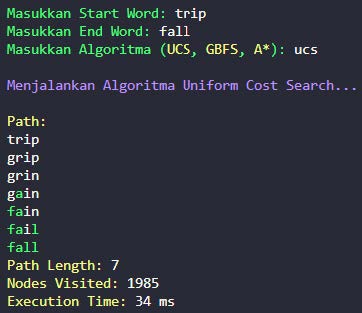 Masukkan Start Word: trip
Masukkan End Word: fall
Masukkan Algoritma (UCS, GBFS, A*): ucs
Menjalankan Algoritma Uniform Cost Search...
Path:
trip
grip
grin
gain
fain
fail
fall
Path Length: 7
Nodes Visited: 1985
Execution Time: 34 ms